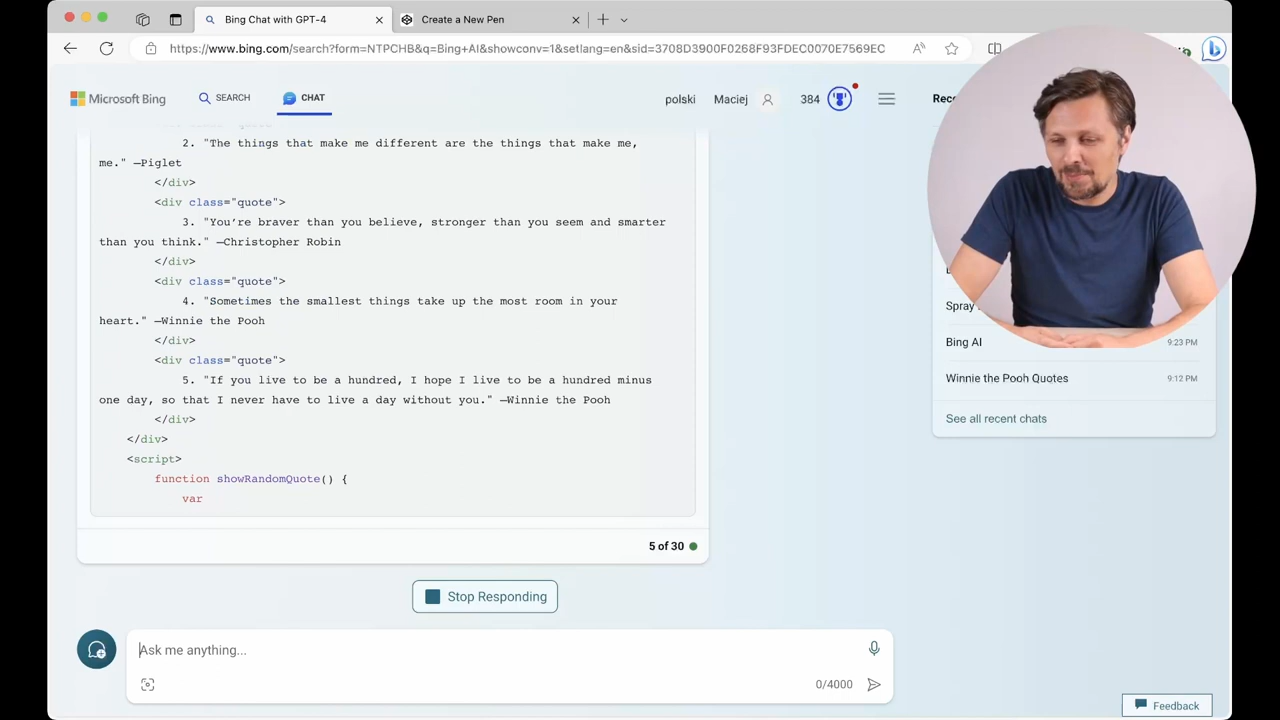 Bing Chat with GPT-4
Create a New Pen
https://www.bing.com/search?form=NTPCHB&q=Bing+AI&showconv=1&setlang=en&sid=3708D3900F0268F93FDEC0070E7569EC
Microsoft Bing
SEARCH
CHAT
polski
Maciej
384
2. "The things that make me different are the things that make me,
me." —Piglet
</div>
<div class="quote">
3. "You’re braver than you believe, stronger than you seem and smarter
than you think." —Christopher Robin
</div>
<div class="quote">
4. "Sometimes the smallest things take up the most room in your
heart." —Winnie the Pooh
</div>
<div class="quote">
5. "If you live to be a hundred, I hope I live to be a hundred minus
one day, so that I never have to live a day without you." —Winnie the Pooh
</div>
</div>
<script>
function showRandomQuote() {
var
5 of 30
Stop Responding
Ask me anything...
0/4000
Spray
Bing AI
9:23 PM
Winnie the Pooh Quotes
9:12 PM
See all recent chats
Feedback